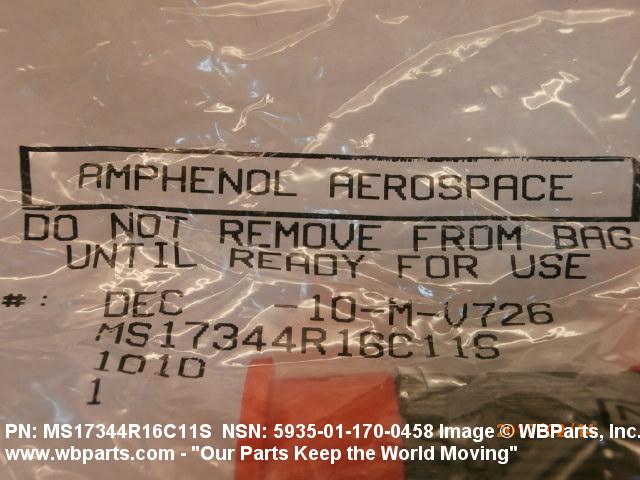 AMPHENOL AEROSPACE
DO NOT REMOVE FROM BAG
UNTIL READY FOR USE
#: DEC -10-M-V726
MS17344R16C11S
1010
1
PN: MS17344R16C11S NSN: 5935-01-170-0458 Image © WBParts, Inc.
www.wbparts.com - "Our Parts Keep the World Moving"